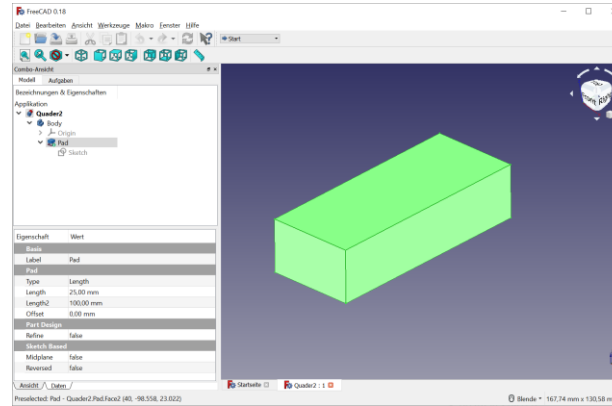 FreeCAD 0.18
Datei Bearbeiten Ansicht Werkzeuge Makro Fenster Hilfe
Start
Combo-Ansicht
Modell Aufgaben
Bezeichnungen & Eigenschaften
Applikation
Quader2
Body
Origin
Pad
Sketch
Eigenschaft Wert
Basis
Label Pad
Pad
Type Length
Length 25,00 mm
Length2 100,00 mm
Offset 0,00 mm
Part Design
Refine false
Sketch Based
Midplane false
Reversed false
Ansicht Daten
Startseite Quader2 : 1
Preselected: Pad - Quader2.Pad.Face2 (40, -98.558, 23.022) Blende 167,74 mm x 130,58 m